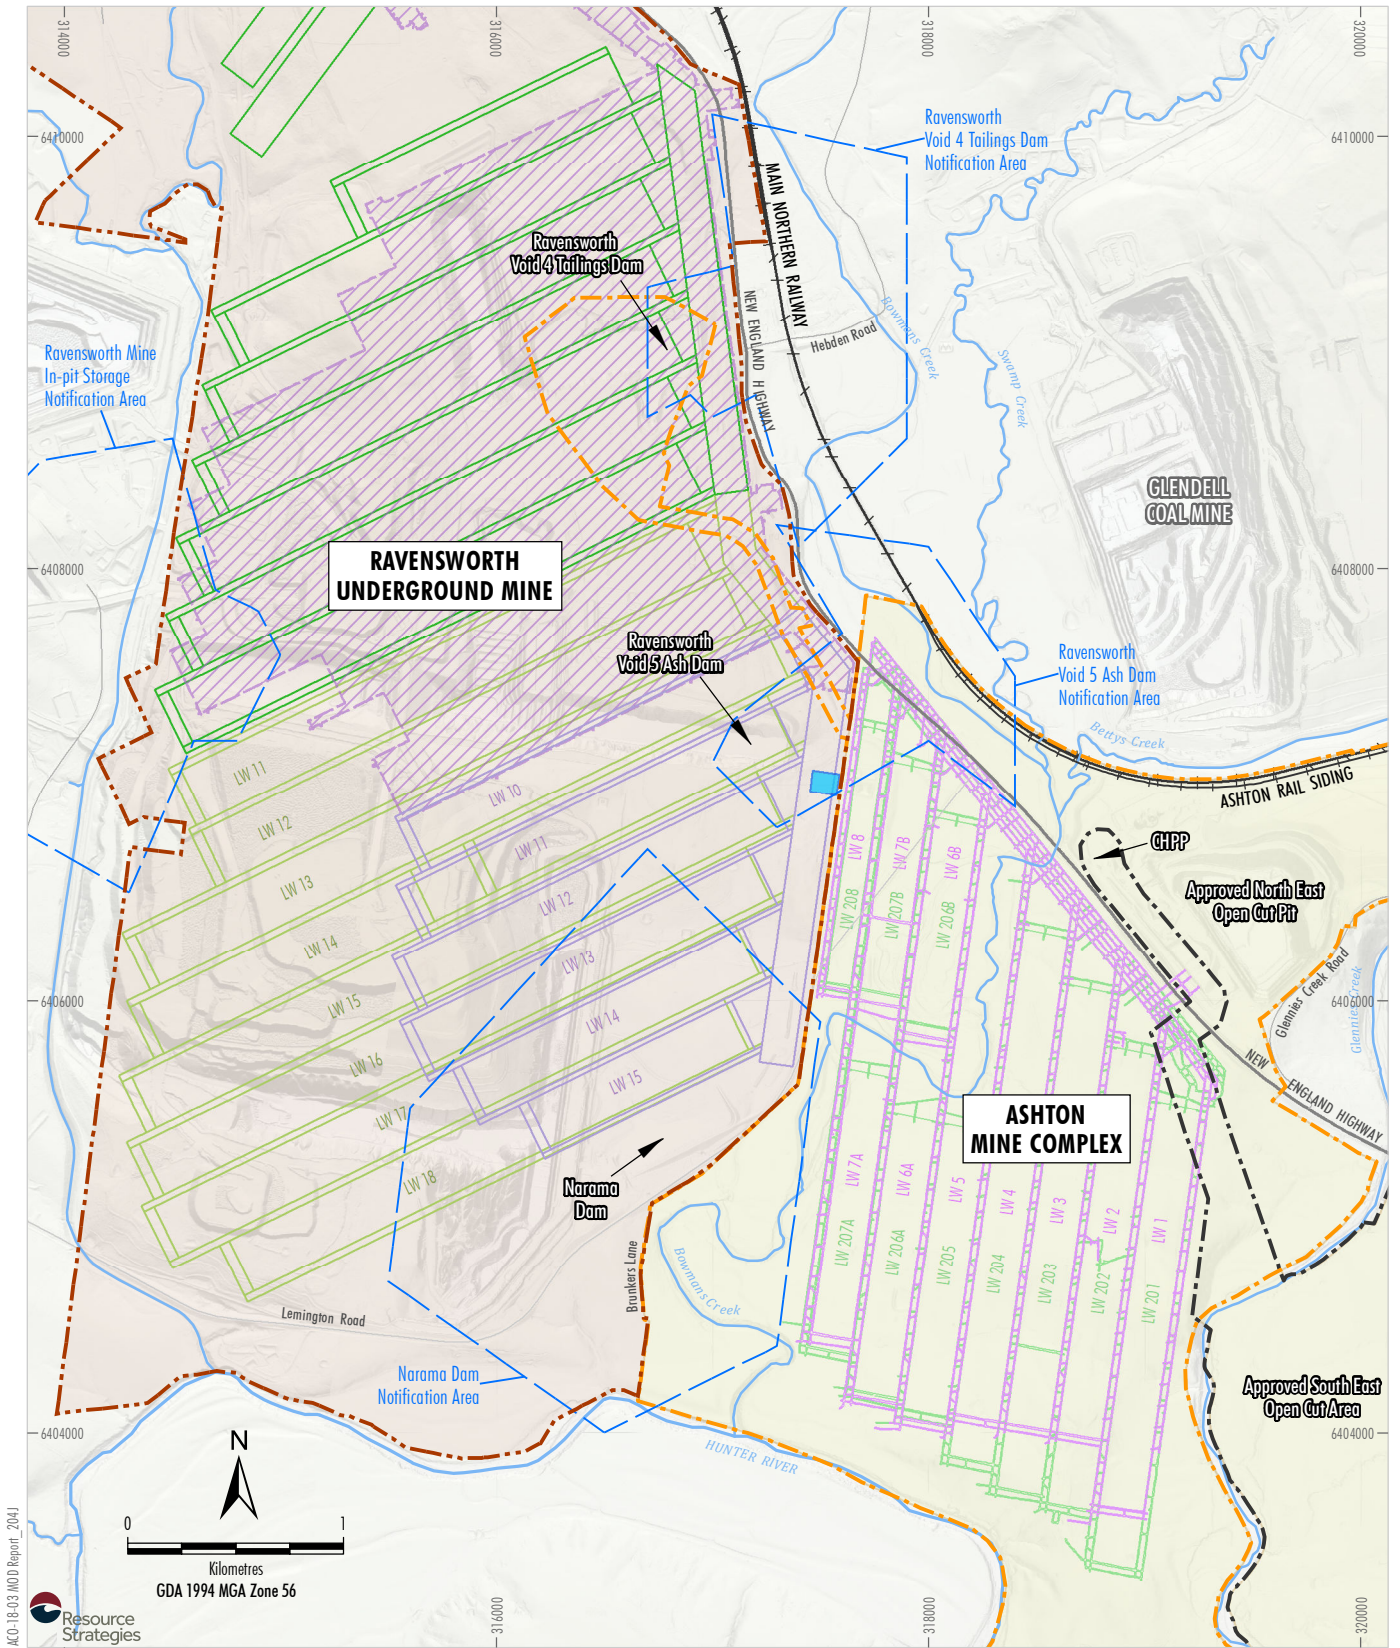 314000
316000
318000
320000
6410000
6410000
Ravensworth
Void 4 Tailings Dam
Notification Area
MAIN NORTHERN RAILWAY
Ravensworth
Void 4 Tailings Dam
NEW ENGLAND HIGHWAY
Hebden Road
Bowmans Creek
Swamp Creek
Ravensworth Mine
In-pit Storage
Notification Area
GLENDELL
COAL MINE
6408000
6408000
RAVENSWORTH
UNDERGROUND MINE
Ravensworth
Void 5 Ash Dam
Ravensworth
Void 5 Ash Dam
Notification Area
Bettys Creek
ASHTON RAIL SIDING
LW 11
LW 12
LW 13
LW 14
LW 15
LW 16
LW 17
LW 18
LW 10
LW 11
LW 12
LW 13
LW 14
LW 15
LW 8
LW 7B
LW 6B
LW 208
LW 207B
LW 206B
CHPP
Approved North East
Open Cut Pit
Glennies Creek Road
Glennies Creek
6406000
6406000
NEW ENGLAND HIGHWAY
ASHTON
MINE COMPLEX
LW 7A
LW 6A
LW 5
LW 4
LW 3
LW 2
LW 1
LW 207A
LW 206A
LW 205
LW 204
LW 203
LW 202
LW 201
Narama
Dam
Brunkers Lane
Bowmans Creek
Lemington Road
Narama Dam
Notification Area
Approved South East
Open Cut Area
6404000
6404000
HUNTER RIVER
N
0
1
Kilometres
GDA 1994 MGA Zone 56
316000
318000
320000
ACO-18-03 MOD Report_204J
Resource
Strategies